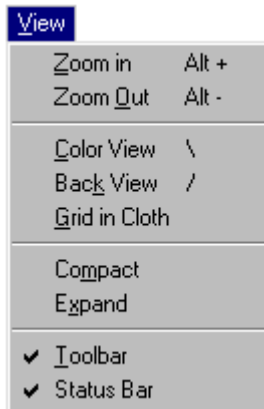 View
Zoom in Alt +
Zoom Out Alt -
Color View \
Back View /
Grid in Cloth
Compact
Expand
Toolbar
Status Bar